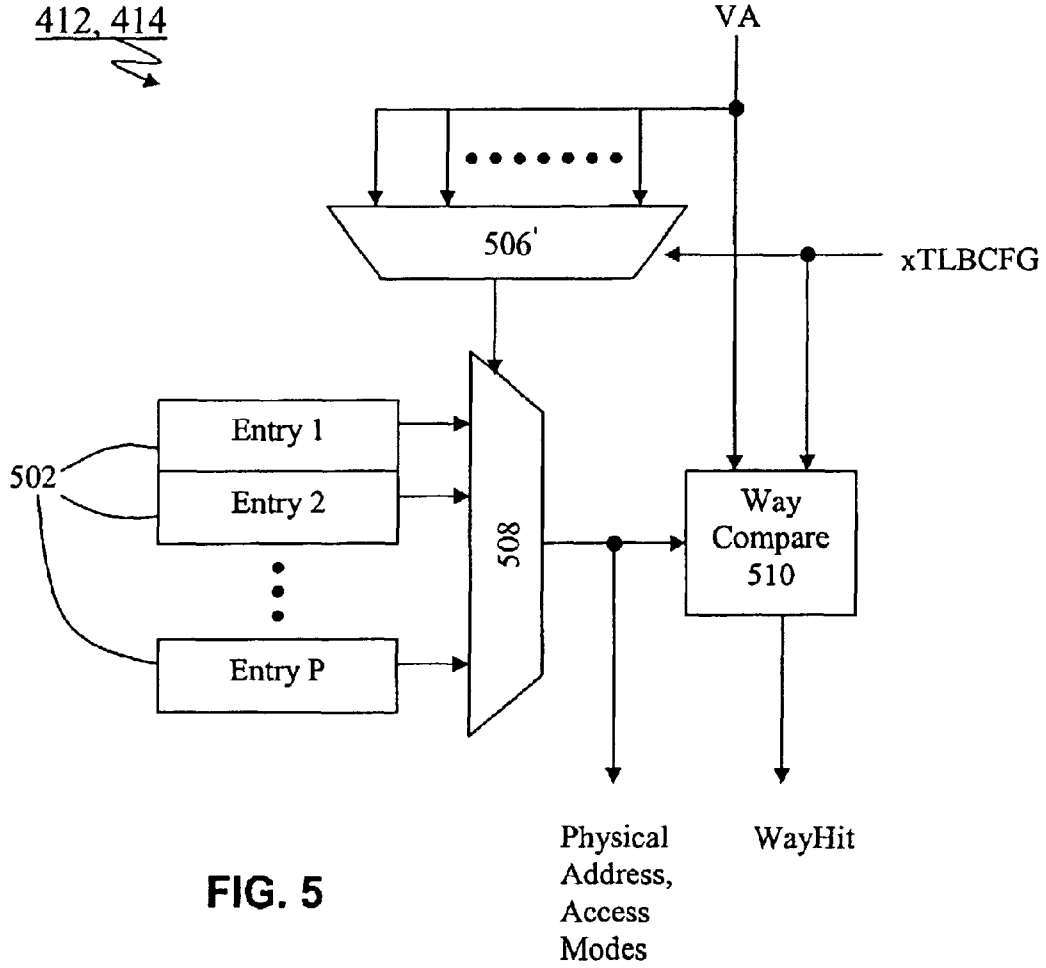 412, 414
VA
506'
xTLBCFG
Entry 1
502
Entry 2
508
Way
Compare
510
Entry P
Physical
Address,
Access
Modes
WayHit
FIG. 5